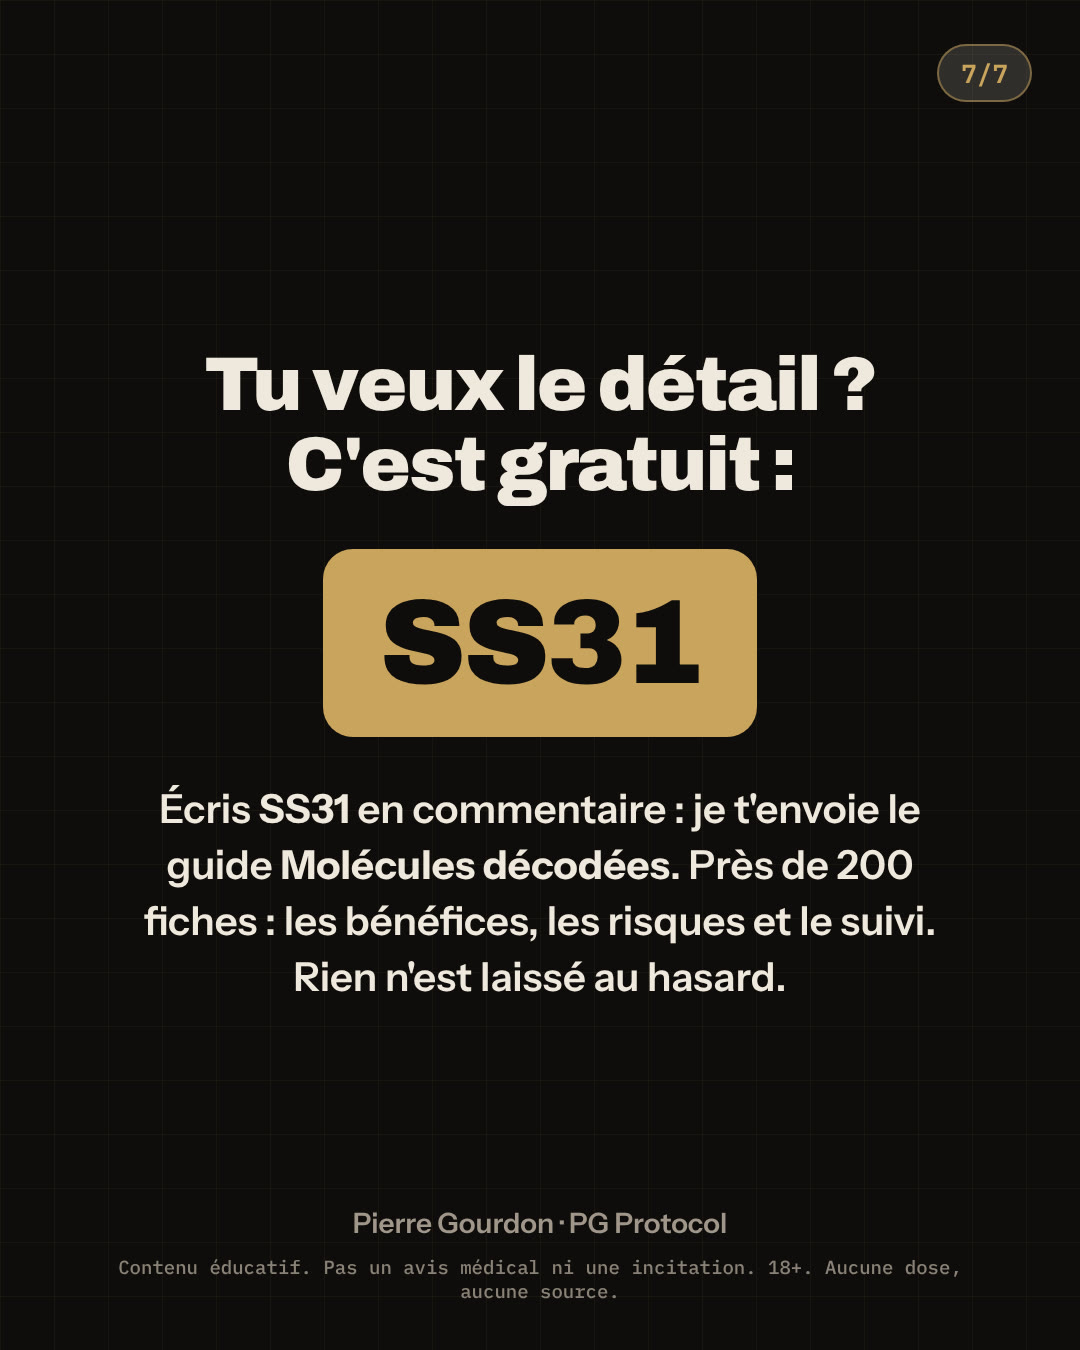 7/7
Tu veux le détail ?
C'est gratuit :
SS31
Écris SS31 en commentaire : je t'envoie le
guide Molécules décodées. Près de 200
fiches : les bénéfices, les risques et le suivi.
Rien n'est laissé au hasard.
Pierre Gourdon · PG Protocol
Contenu éducatif. Pas un avis médical ni une incitation. 18+. Aucune dose,
aucune source.